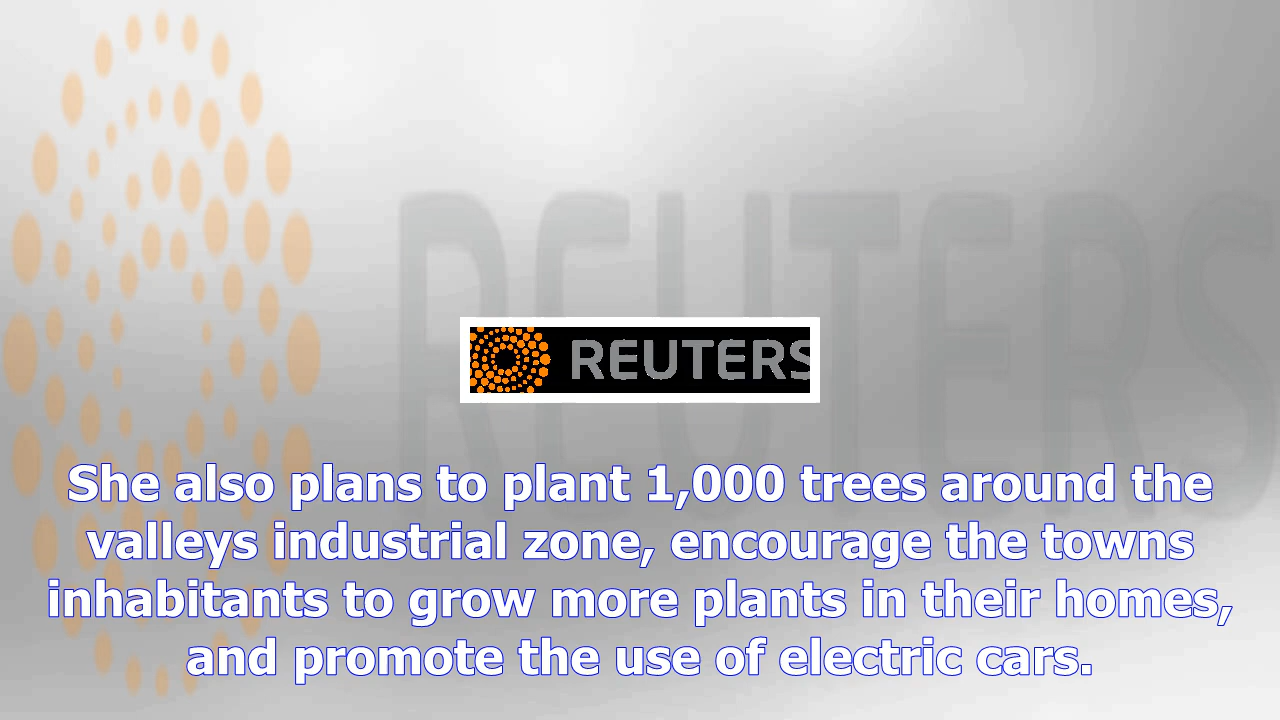 REUTERS
REUTERS
She also plans to plant 1,000 trees around the
valleys industrial zone, encourage the towns
inhabitants to grow more plants in their homes,
and promote the use of electric cars.